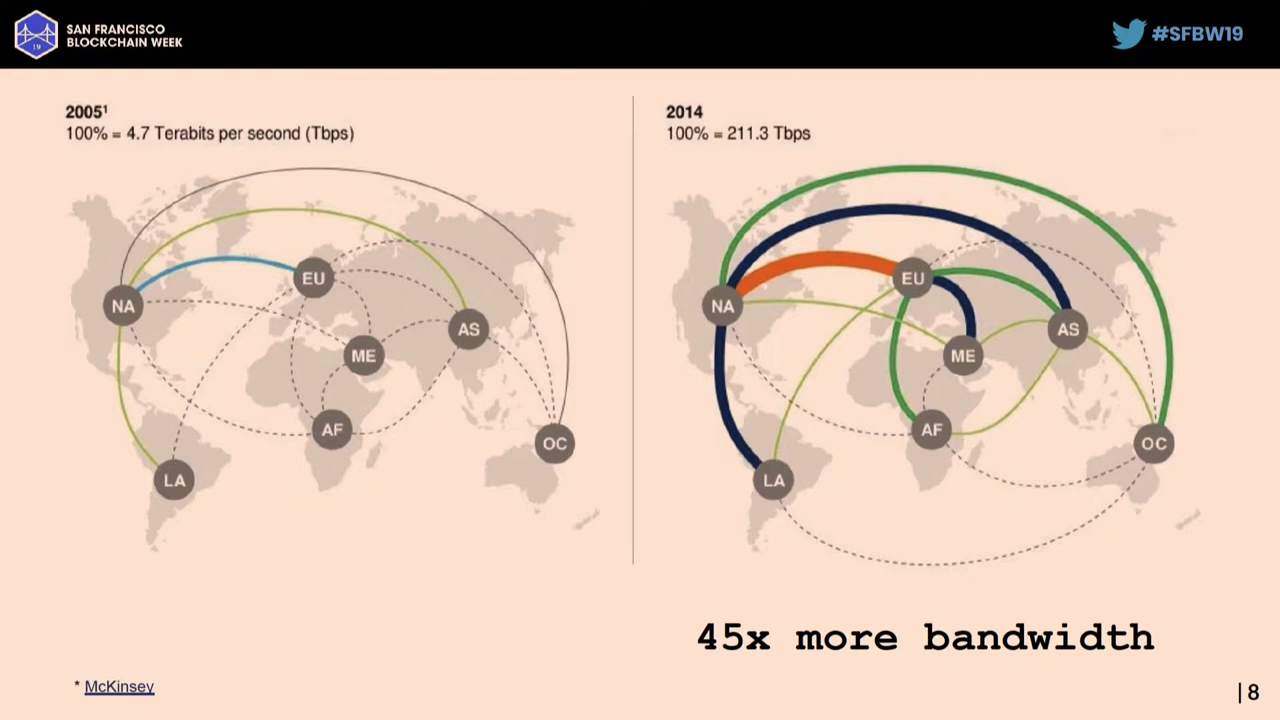 SAN FRANCISCO
BLOCKCHAIN WEEK
19
#SFBW19
2005¹
100% = 4.7 Terabits per second (Tbps)
NA
EU
AS
ME
AF
OC
LA
2014
100% = 211.3 Tbps
NA
EU
AS
ME
AF
OC
LA
45x more bandwidth
* McKinsey
| 8